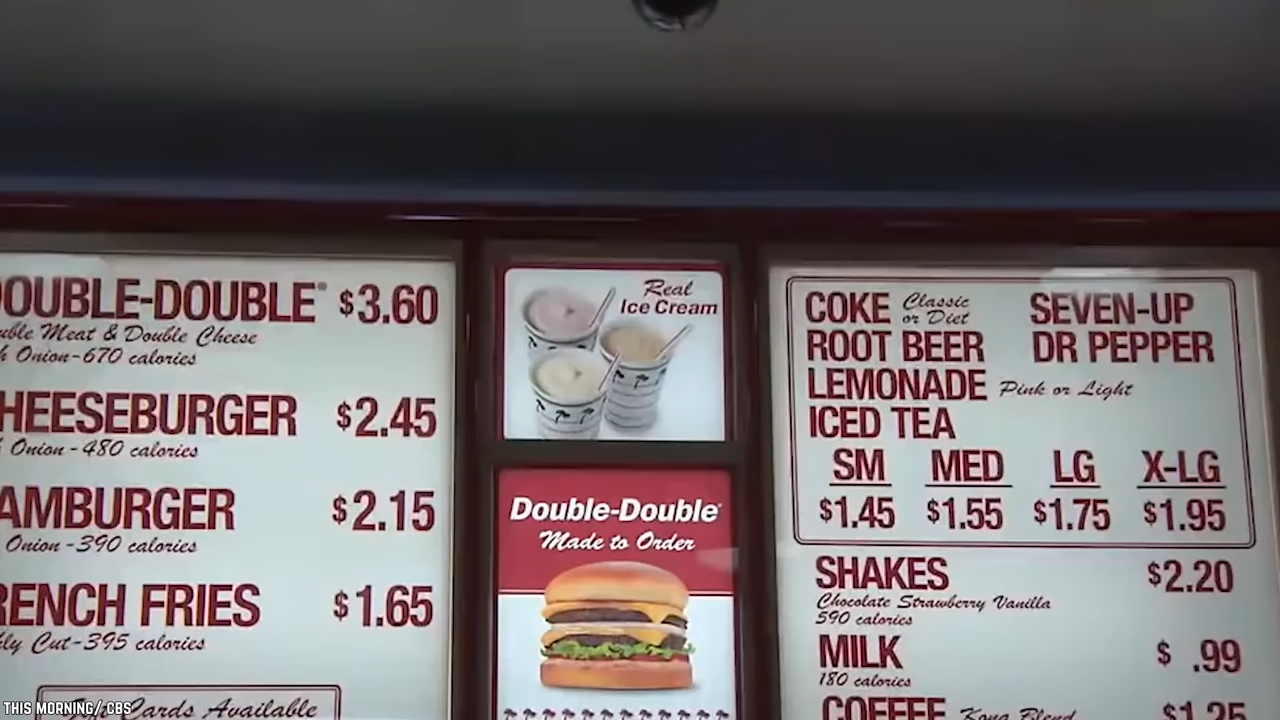 OUBLE-DOUBLE® $3.60
uble Meat & Double Cheese
h Onion-670 calories
HEESEBURGER $2.45
Onion-480 calories
AMBURGER $2.15
Onion-390 calories
RENCH FRIES $1.65
ly Cut-395 calories
Gift Cards Available
Real
Ice Cream
Double-Double
Made to Order
COKE Classic or Diet SEVEN-UP
ROOT BEER DR PEPPER
LEMONADE Pink or Light
ICED TEA
SM MED LG X-LG
$1.45 $1.55 $1.75 $1.95
SHAKES $2.20
Chocolate Strawberry Vanilla
590 calories
MILK $ .99
180 calories
COFFEE Kona Blend $1.25
THIS MORNING/CBS